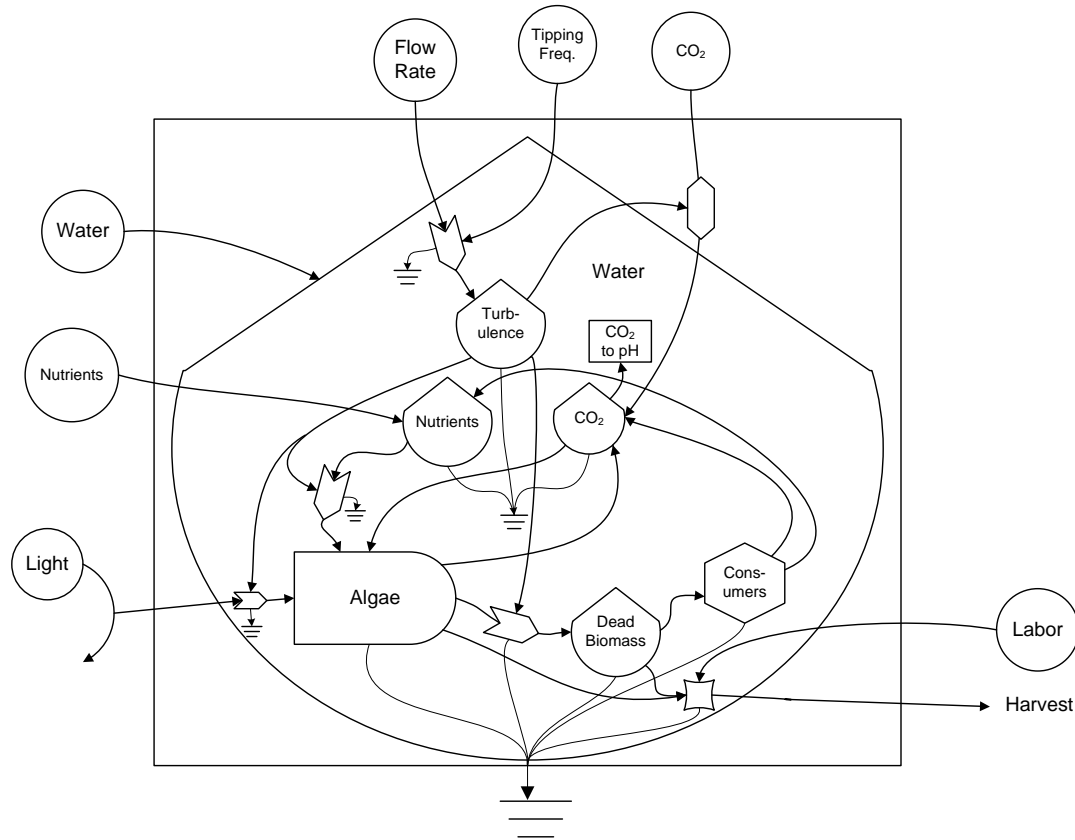 Flow
Rate
Tipping
Freq.
CO₂
Water
Water
Turb-
ulence
CO₂
to pH
Nutrients
Nutrients
CO₂
Light
Algae
Cons-
umers
Dead
Biomass
Labor
Harvest